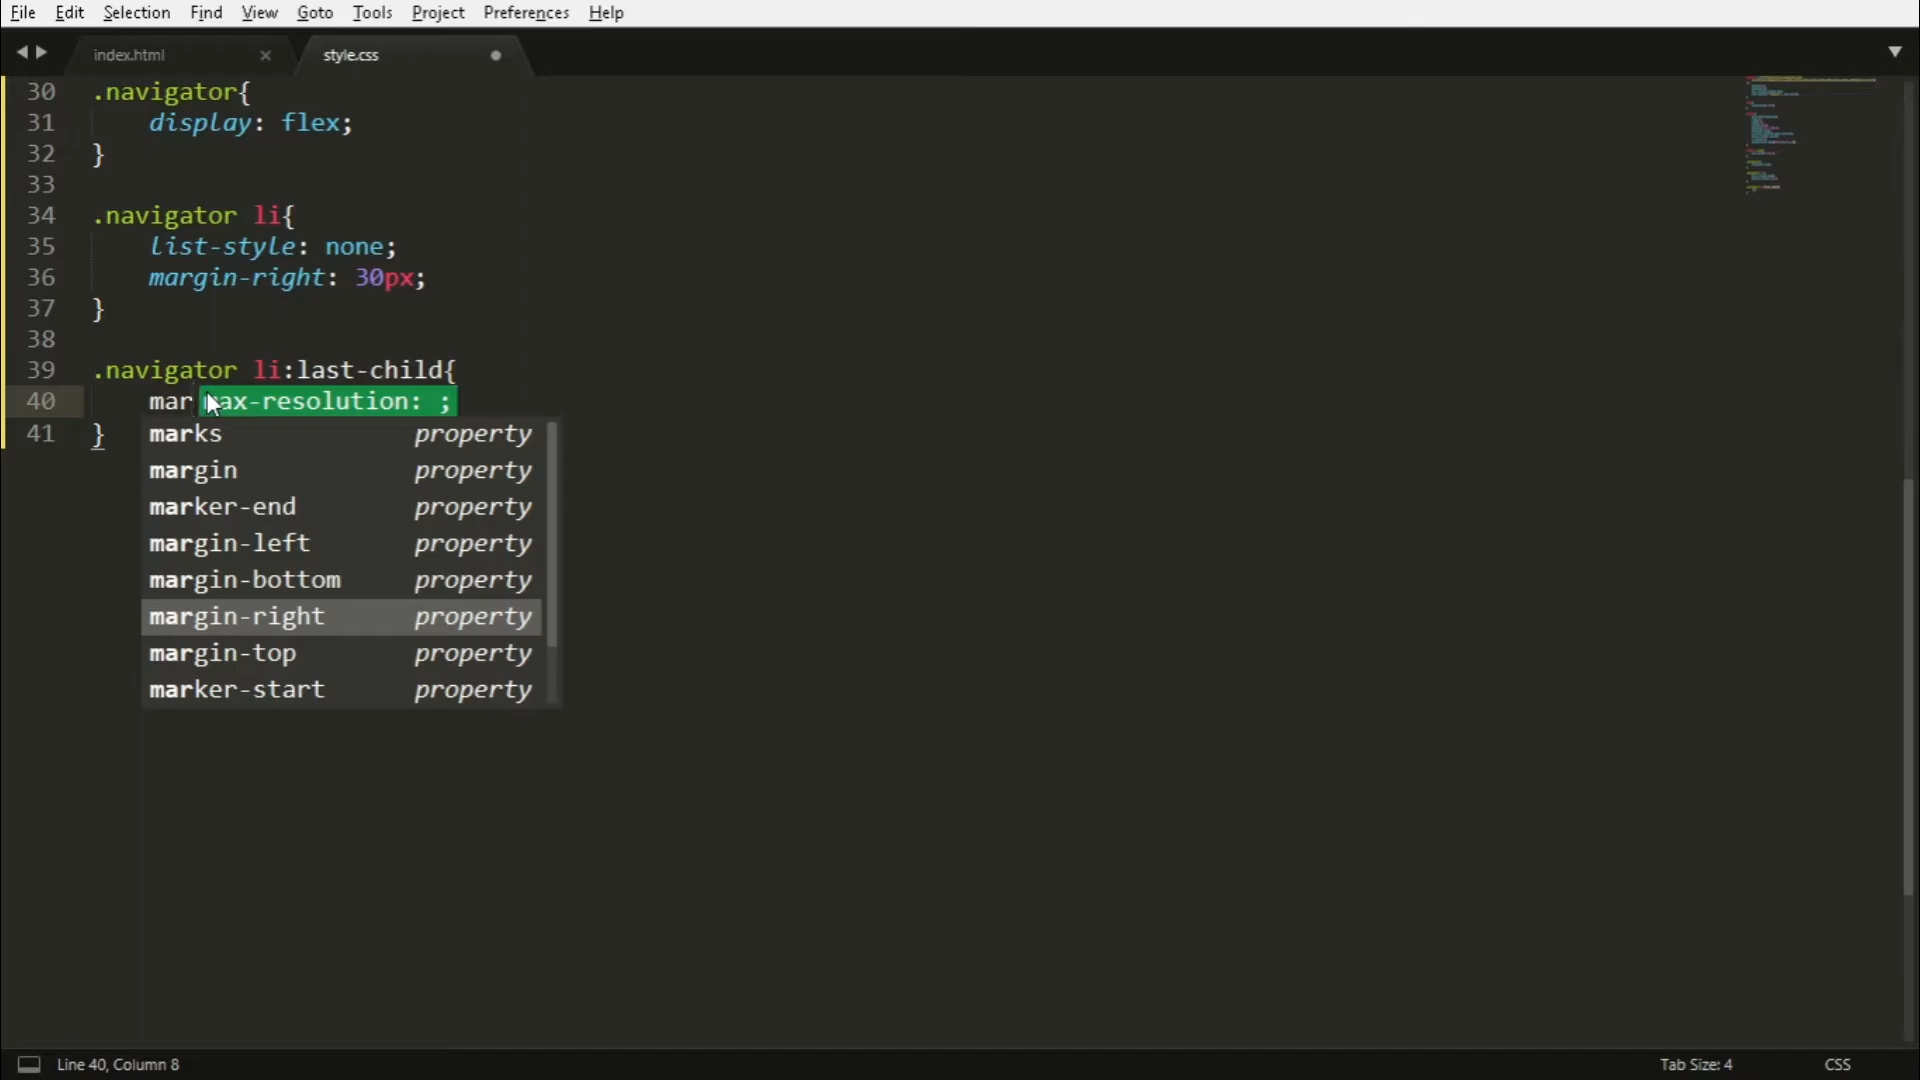 File Edit Selection Find View Goto Tools Project Preferences Help
index.html × style.css
30 .navigator{
31 display: flex;
32 }
33
34 .navigator li{
35 list-style: none;
36 margin-right: 30px;
37 }
38
39 .navigator li:last-child{
40 mar max-resolution: ;
41 }
marks property
margin property
marker-end property
margin-left property
margin-bottom property
margin-right property
margin-top property
marker-start property
Line 40, Column 8 Tab Size: 4 CSS